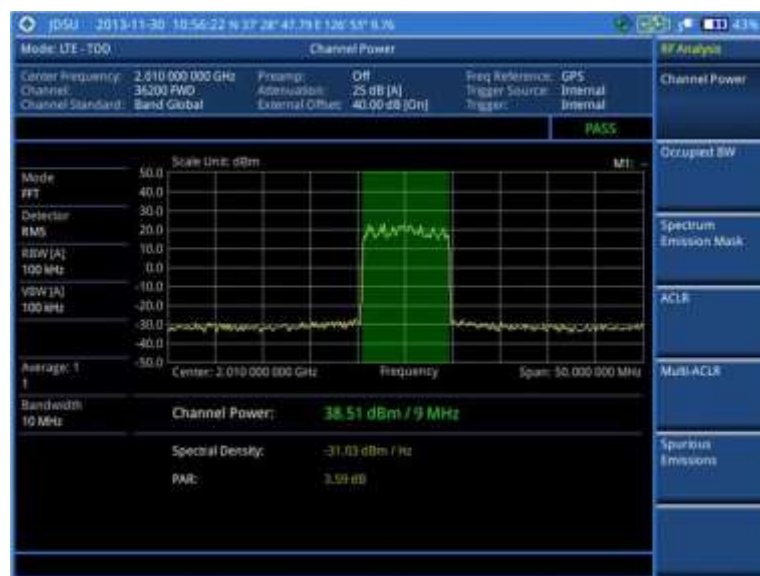 JDSU 2013-11-30 10:56:22 N 37° 28' 47.79 E 126° 53' 9.76 43%
Mode: LTE - TDD Channel Power RF Analysis
Center Frequency: 2.010 000 000 GHz Preamp: Off Freq Reference: GPS
Channel: 36200 FWD Attenuation: 25 dB [A] Trigger Source: Internal
Channel Standard: Band Global External Offset: 40.00 dB [On] Trigger: Internal
PASS
Scale Unit: dBm M1: -
Mode
FFT
Detector
RMS
RBW [A]
100 kHz
VBW [A]
100 kHz
Average: 1
1
Bandwidth
10 MHz
50.0
40.0
30.0
20.0
10.0
0.0
-10.0
-20.0
-30.0
-40.0
-50.0
Center: 2.010 000 000 GHz Frequency Span: 50.000 000 MHz
Channel Power: 38.51 dBm / 9 MHz
Spectral Density: -31.03 dBm / Hz
PAR: 3.59 dB
Channel Power
Occupied BW
Spectrum
Emission Mask
ACLR
Multi-ACLR
Spurious
Emissions